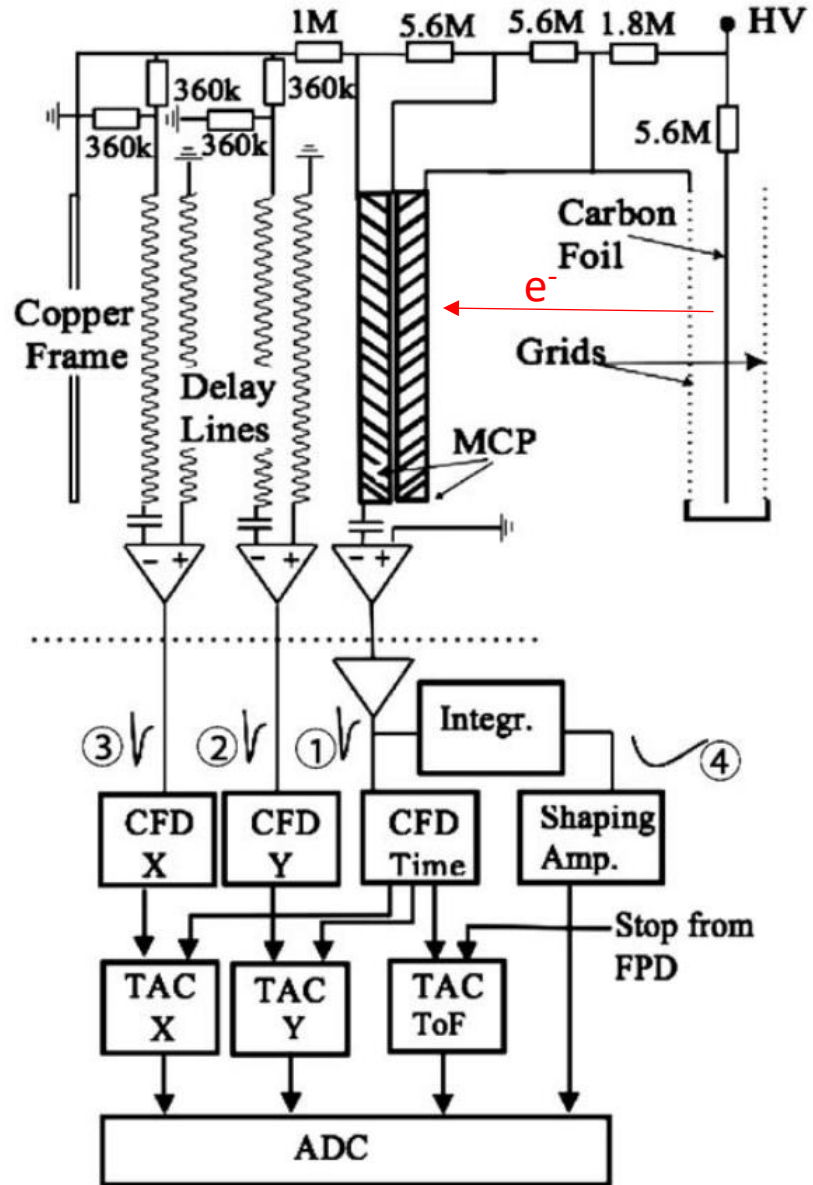 1M
5.6M
5.6M
1.8M
HV
360k
360k
5.6M
360k
360k
Carbon
Foil
e-
Copper
Frame
Grids
Delay
Lines
MCP
- +
- +
- +
Integr.
③
②
①
④
CFD
X
CFD
Y
CFD
Time
Shaping
Amp.
Stop from
FPD
TAC
X
TAC
Y
TAC
ToF
ADC